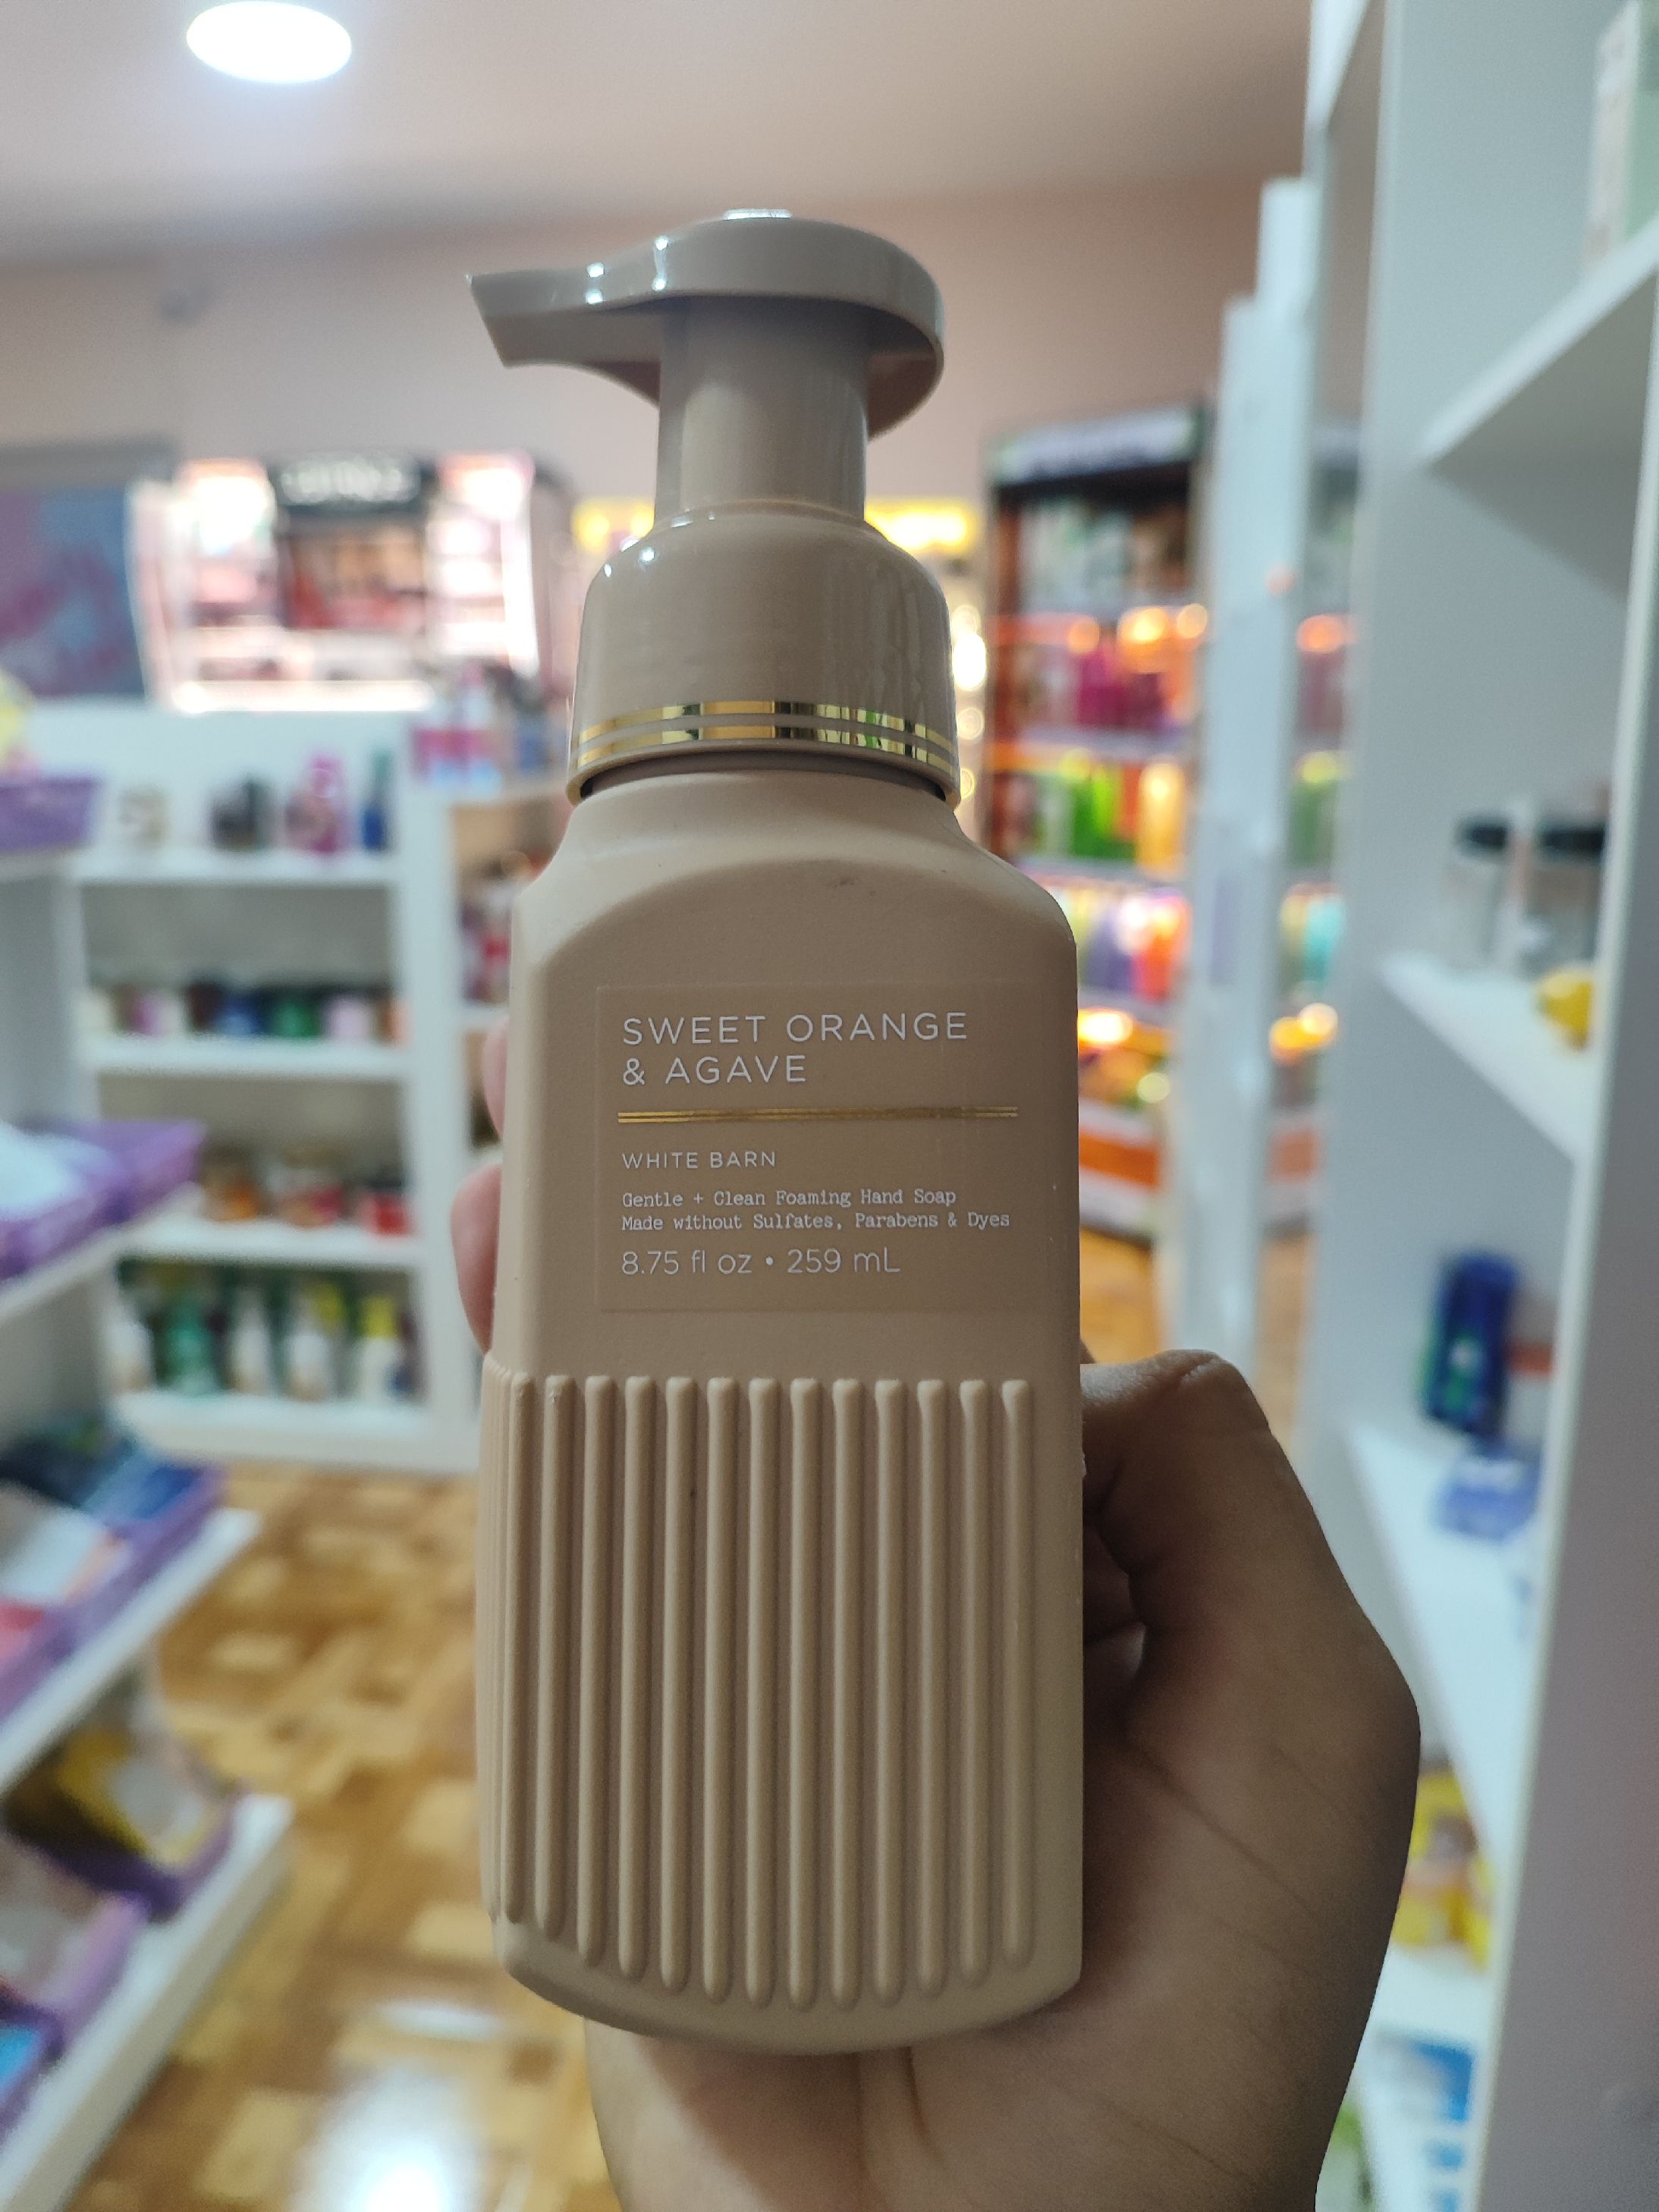 SWEET ORANGE
& AGAVE
WHITE BARN
Gentle + Clean Foaming Hand Soap
Made without Sulfates, Parabens & Dyes
8.75 fl oz • 259 mL